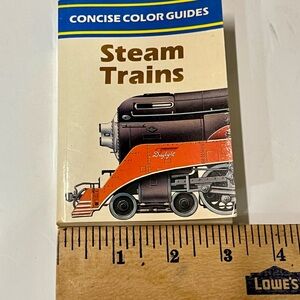 CONCISE COLOR GUIDES
Steam
Trains
Daylight
1 2 3 4
LOWE'S